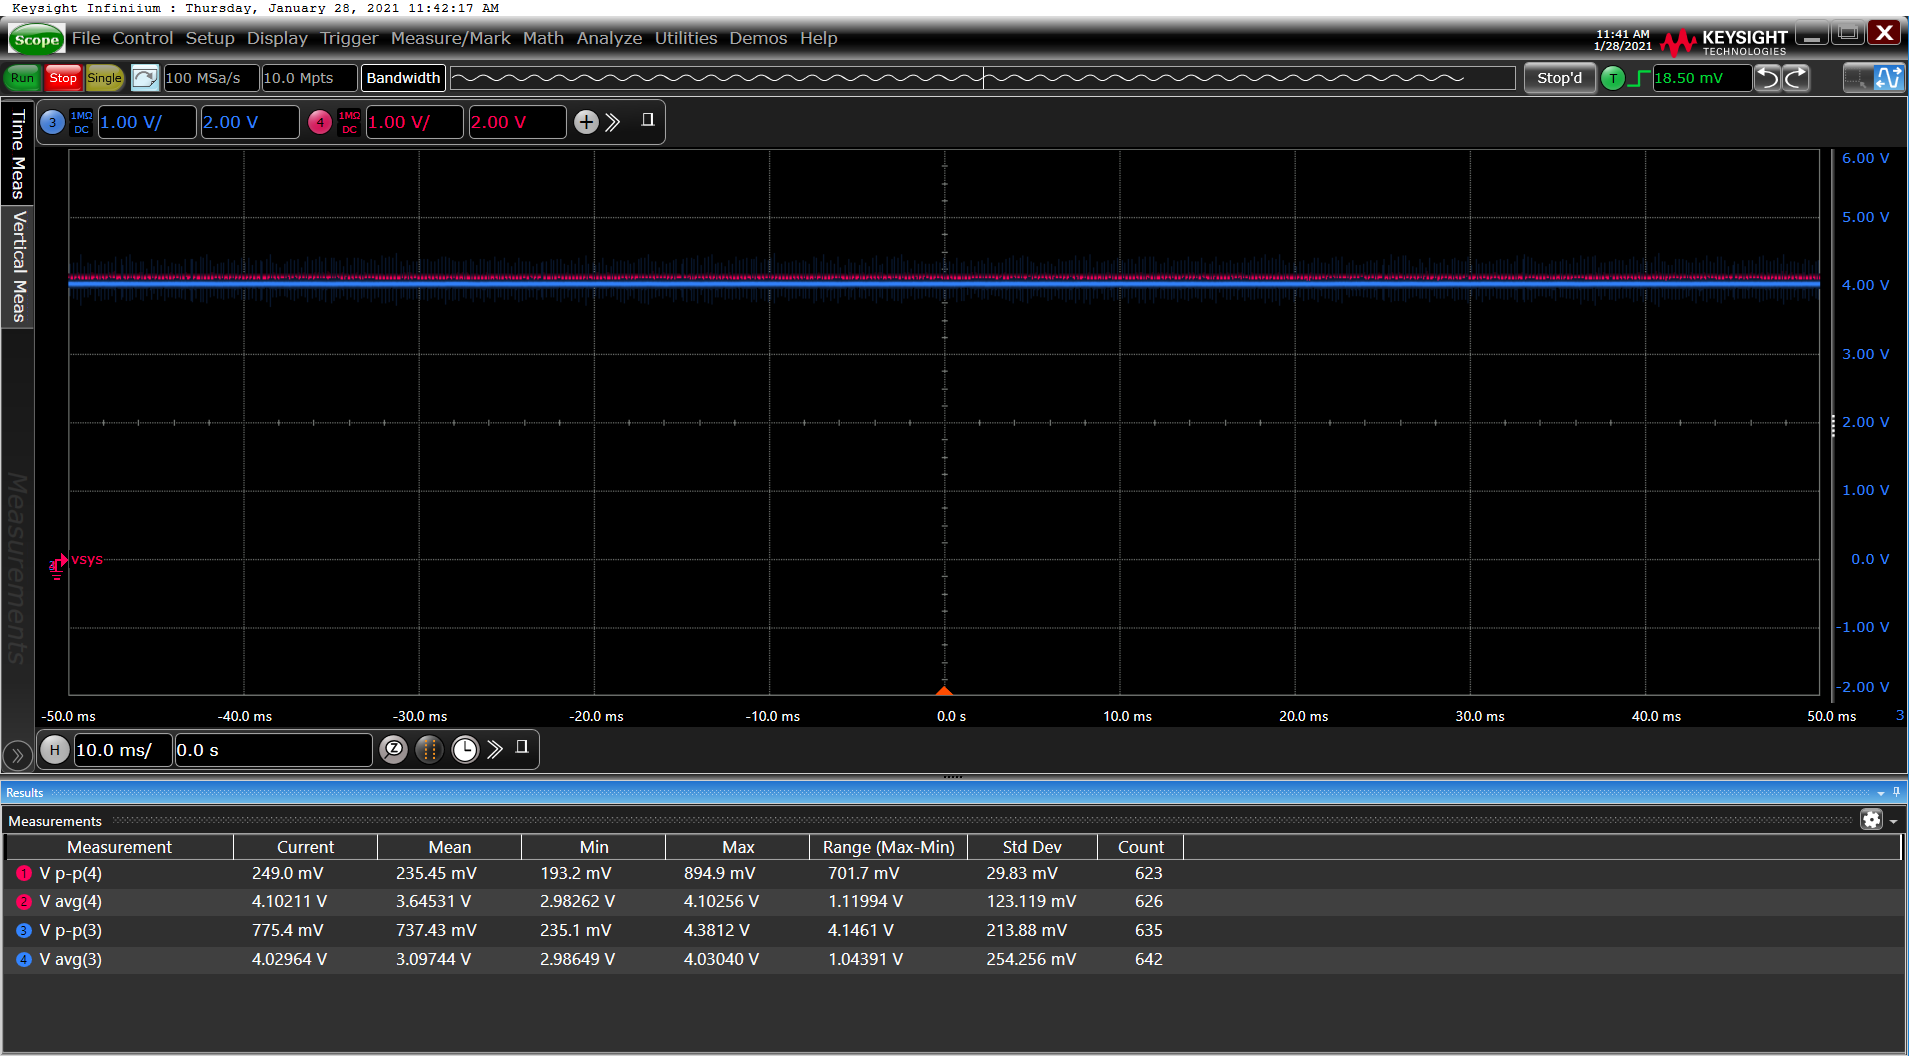 Keysight Infiniium : Thursday, January 28, 2021 11:42:17 AM
Scope File Control Setup Display Trigger Measure/Mark Math Analyze Utilities Demos Help
11:41 AM
1/28/2021
KEYSIGHT
TECHNOLOGIES
Run Stop Single 100 MSa/s 10.0 Mpts Bandwidth Stop'd T 18.50 mV
Time Meas
Vertical Meas
Measurements
3 1MΩ DC 1.00 V/ 2.00 V 4 1MΩ DC 1.00 V/ 2.00 V
6.00 V
5.00 V
4.00 V
3.00 V
2.00 V
1.00 V
0.0 V
-1.00 V
-2.00 V
vsys
-50.0 ms -40.0 ms -30.0 ms -20.0 ms -10.0 ms 0.0 s 10.0 ms 20.0 ms 30.0 ms 40.0 ms 50.0 ms 3
H 10.0 ms/ 0.0 s Z
Results
Measurements
Measurement Current Mean Min Max Range (Max-Min) Std Dev Count
1 V p-p(4) 249.0 mV 235.45 mV 193.2 mV 894.9 mV 701.7 mV 29.83 mV 623
2 V avg(4) 4.10211 V 3.64531 V 2.98262 V 4.10256 V 1.11994 V 123.119 mV 626
3 V p-p(3) 775.4 mV 737.43 mV 235.1 mV 4.3812 V 4.1461 V 213.88 mV 635
4 V avg(3) 4.02964 V 3.09744 V 2.98649 V 4.03040 V 1.04391 V 254.256 mV 642